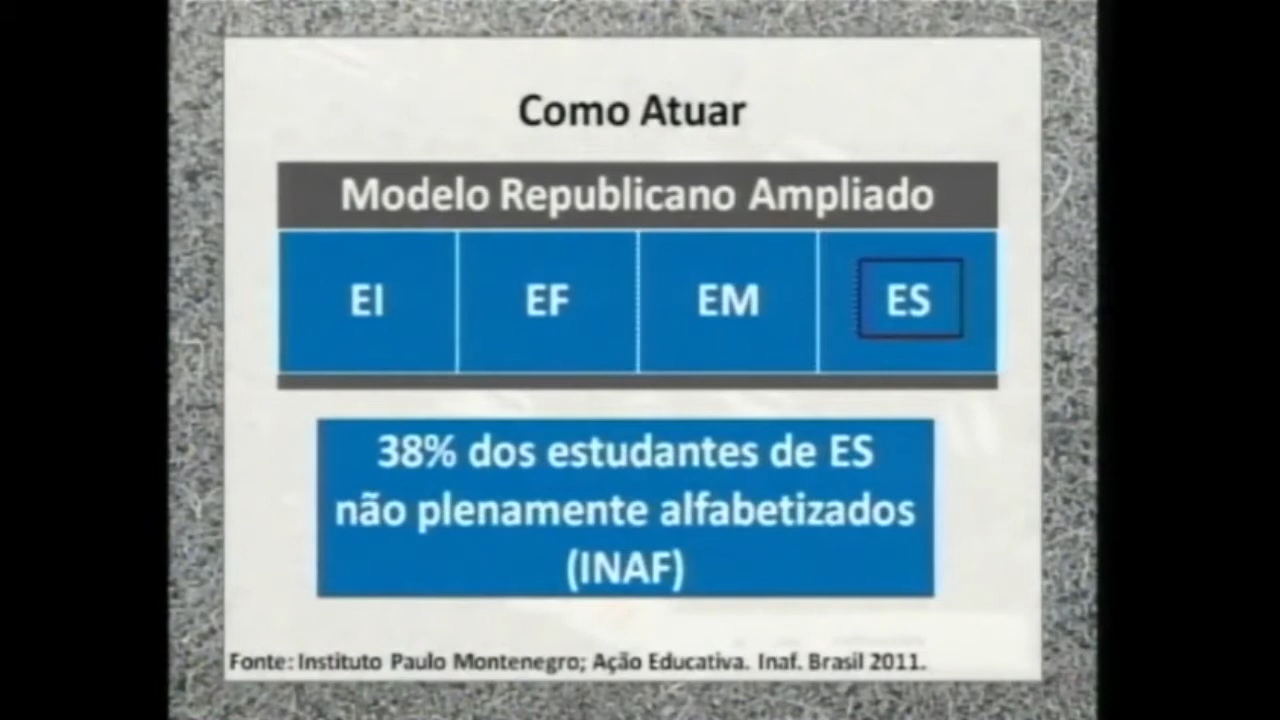 Como Atuar
Modelo Republicano Ampliado
EI EF EM ES
38% dos estudantes de ES
não plenamente alfabetizados
(INAF)
Fonte: Instituto Paulo Montenegro; Ação Educativa. Inaf. Brasil 2011.